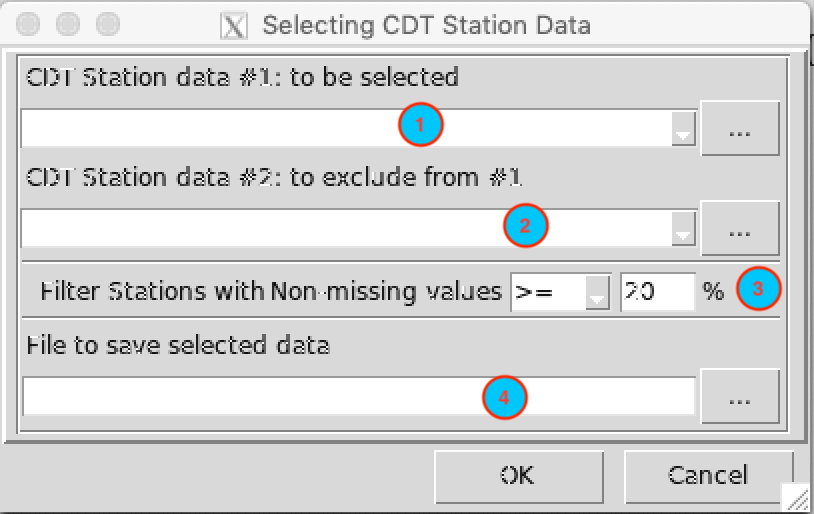 Selecting CDT Station Data
CDT Station data #1: to be selected
1
...
CDT Station data #2: to exclude from #1
2
...
Filter Stations with Non-missing values >= 20 % 3
File to save selected data
4
...
OK Cancel